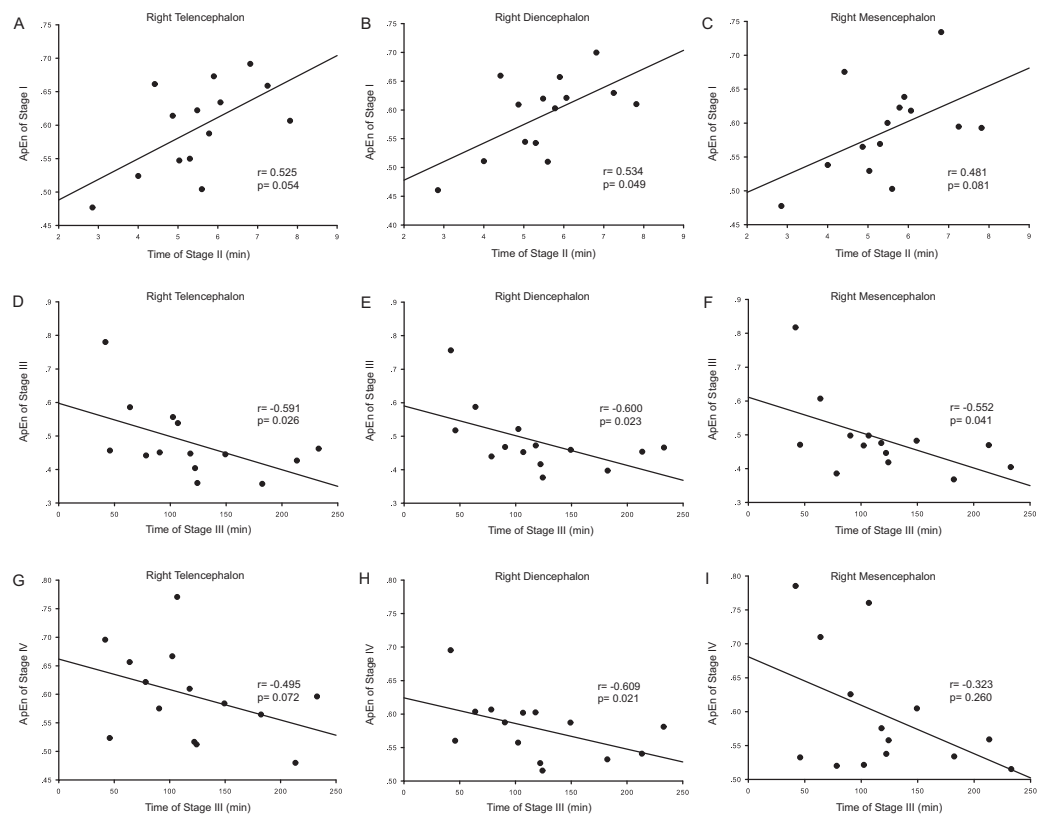 A
Right Telencephalon
.75
.70
.65
.60
.55
.50
.45
ApEn of Stage I
r= 0.525
p= 0.054
2 3 4 5 6 7 8 9
Time of Stage II (min)
B
Right Diencephalon
.75
.70
.65
.60
.55
.50
.45
.40
ApEn of Stage I
r= 0.534
p= 0.049
2 3 4 5 6 7 8 9
Time of Stage II (min)
C
Right Mesencephalon
.75
.70
.65
.60
.55
.50
.45
ApEn of Stage I
r= 0.481
p= 0.081
2 3 4 5 6 7 8 9
Time of Stage II (min)
D
Right Telencephalon
.9
.8
.7
.6
.5
.4
.3
ApEn of Stage III
r= -0.591
p= 0.026
0 50 100 150 200 250
Time of Stage III (min)
E
Right Diencephalon
.9
.8
.7
.6
.5
.4
.3
ApEn of Stage III
r= -0.600
p= 0.023
0 50 100 150 200 250
Time of Stage III (min)
F
Right Mesencephalon
.9
.8
.7
.6
.5
.4
.3
ApEn of Stage III
r= -0.552
p= 0.041
0 50 100 150 200 250
Time of Stage III (min)
G
Right Telencephalon
.80
.75
.70
.65
.60
.55
.50
.45
ApEn of Stage IV
r= -0.495
p= 0.072
0 50 100 150 200 250
Time of Stage III (min)
H
Right Diencephalon
.80
.75
.70
.65
.60
.55
.50
ApEn of Stage IV
r= -0.609
p= 0.021
0 50 100 150 200 250
Time of Stage III (min)
I
Right Mesencephalon
.80
.75
.70
.65
.60
.55
.50
ApEn of Stage IV
r= -0.323
p= 0.260
0 50 100 150 200 250
Time of Stage III (min)